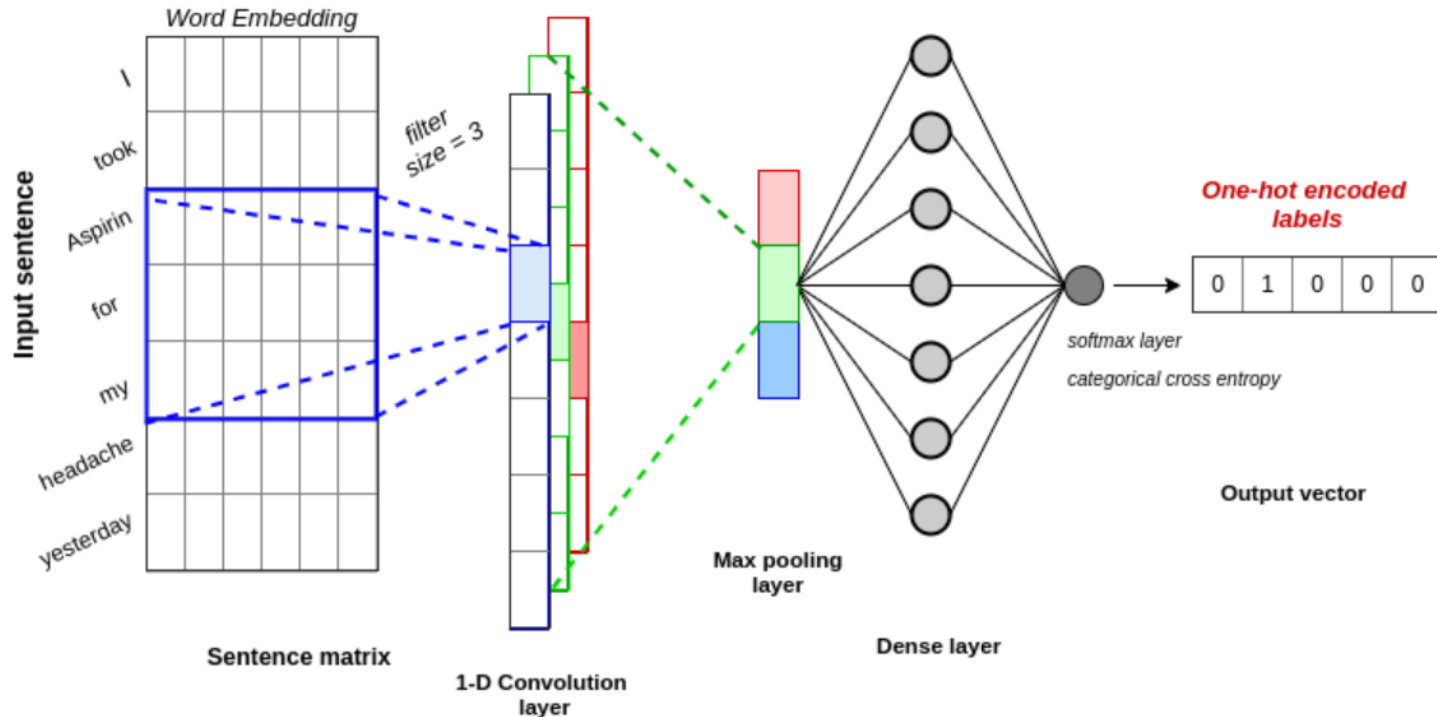 Word Embedding
Input sentence
I
took
Aspirin
for
my
headache
yesterday
filter
size = 3
Sentence matrix
1-D Convolution
layer
Max pooling
layer
Dense layer
softmax layer
categorical cross entropy
One-hot encoded
labels
0 1 0 0 0
Output vector